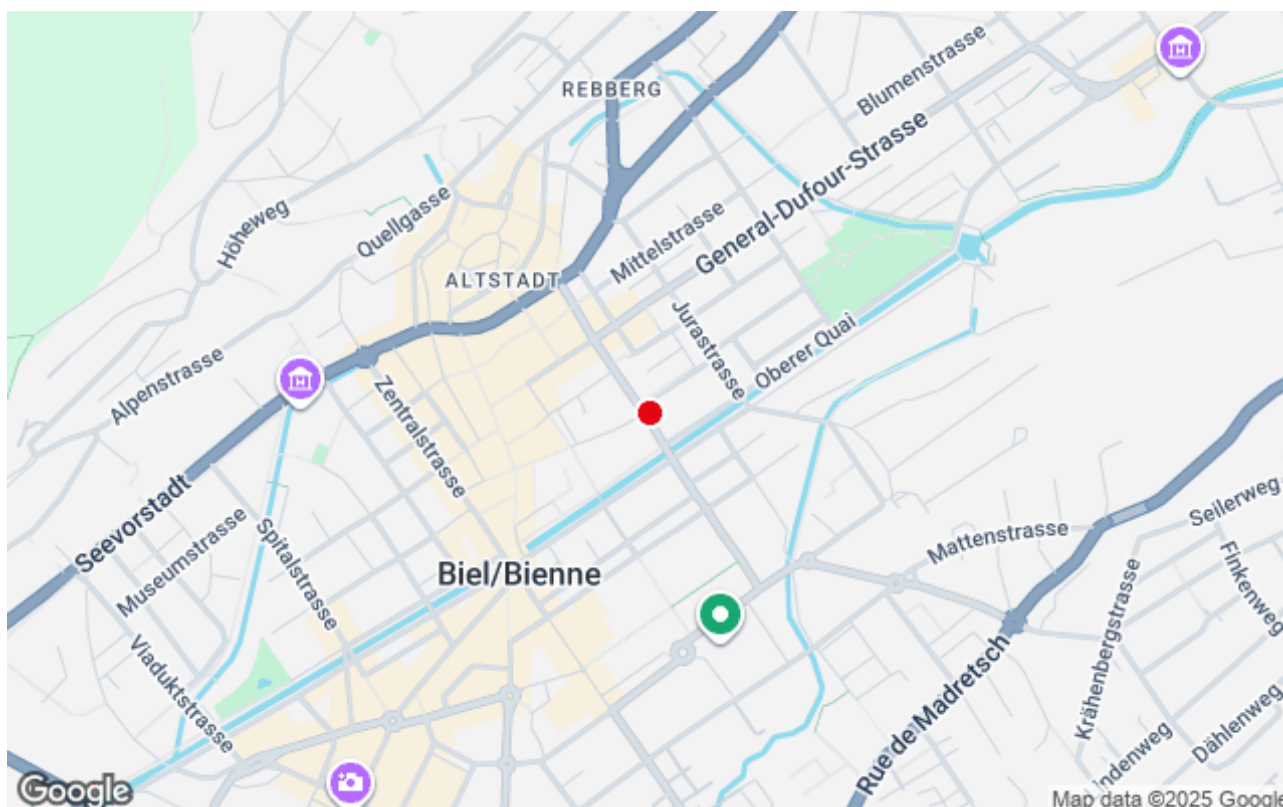 REBBERG
Blumenstrasse
General-Dufour-Strasse
Höheweg
Quellgasse
Mittelstrasse
ALTSTADT
Jurastrasse
Oberer Quai
Alpenstrasse
Zentralstrasse
Seevorstadt
Museumstrasse
Spitalstrasse
Viaduktstrasse
Biel/Bienne
Mattenstrasse
Seilerweg
Finkenweg
Krähenbergstrasse
Rue de Madretsch
Dählenweg
indenweg
Google
Map data ©2025 Google